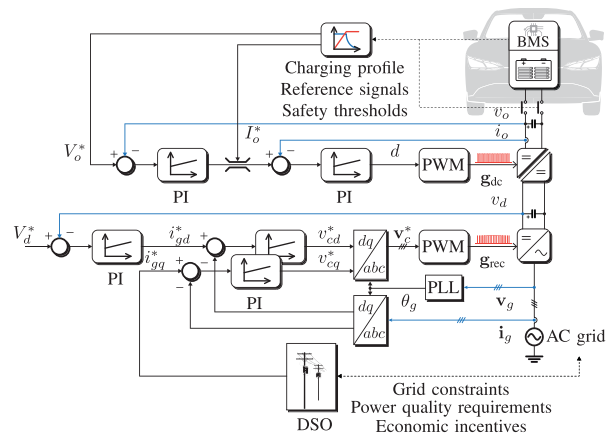 BMS
Charging profile
Reference signals
Safety thresholds
v_o
i_o
V_o^*
I_o^*
+ −
+ −
d
PWM
g_dc
PI
PI
v_d
V_d^*
+ −
i_gd^*
+
−
v_cd^*
v_c^*
dq
abc
PWM
g_rec
PI
i_gq^*
+ −
−
v_cq^*
PI
θ_g
PLL
v_g
dq
abc
i_g
AC grid
DSO
Grid constraints
Power quality requirements
Economic incentives